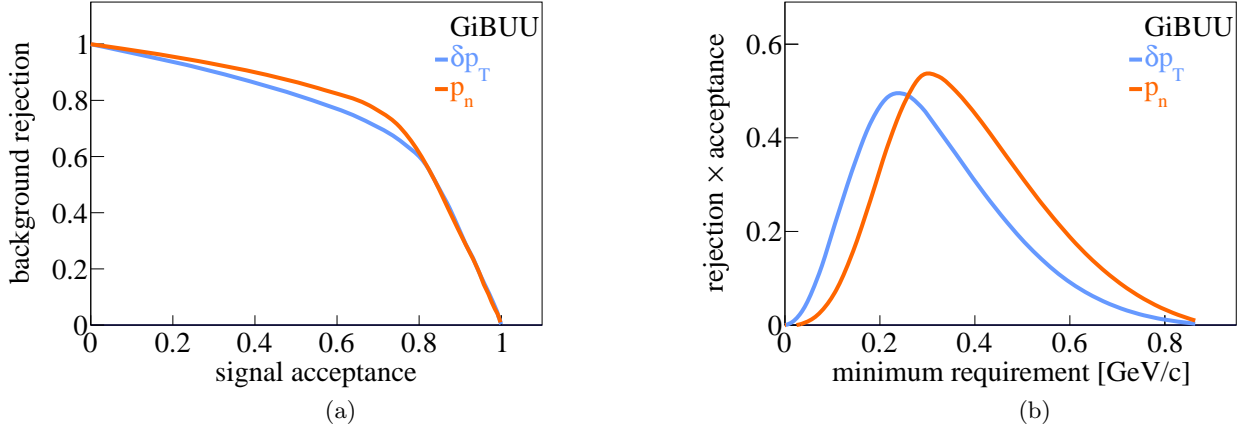 GiBUU
δp_T
p_n
background rejection
1
0.8
0.6
0.4
0.2
0
0 0.2 0.4 0.6 0.8 1
signal acceptance
(a)
GiBUU
δp_T
p_n
rejection × acceptance
0.6
0.4
0.2
0
0 0.2 0.4 0.6 0.8
minimum requirement [GeV/c]
(b)